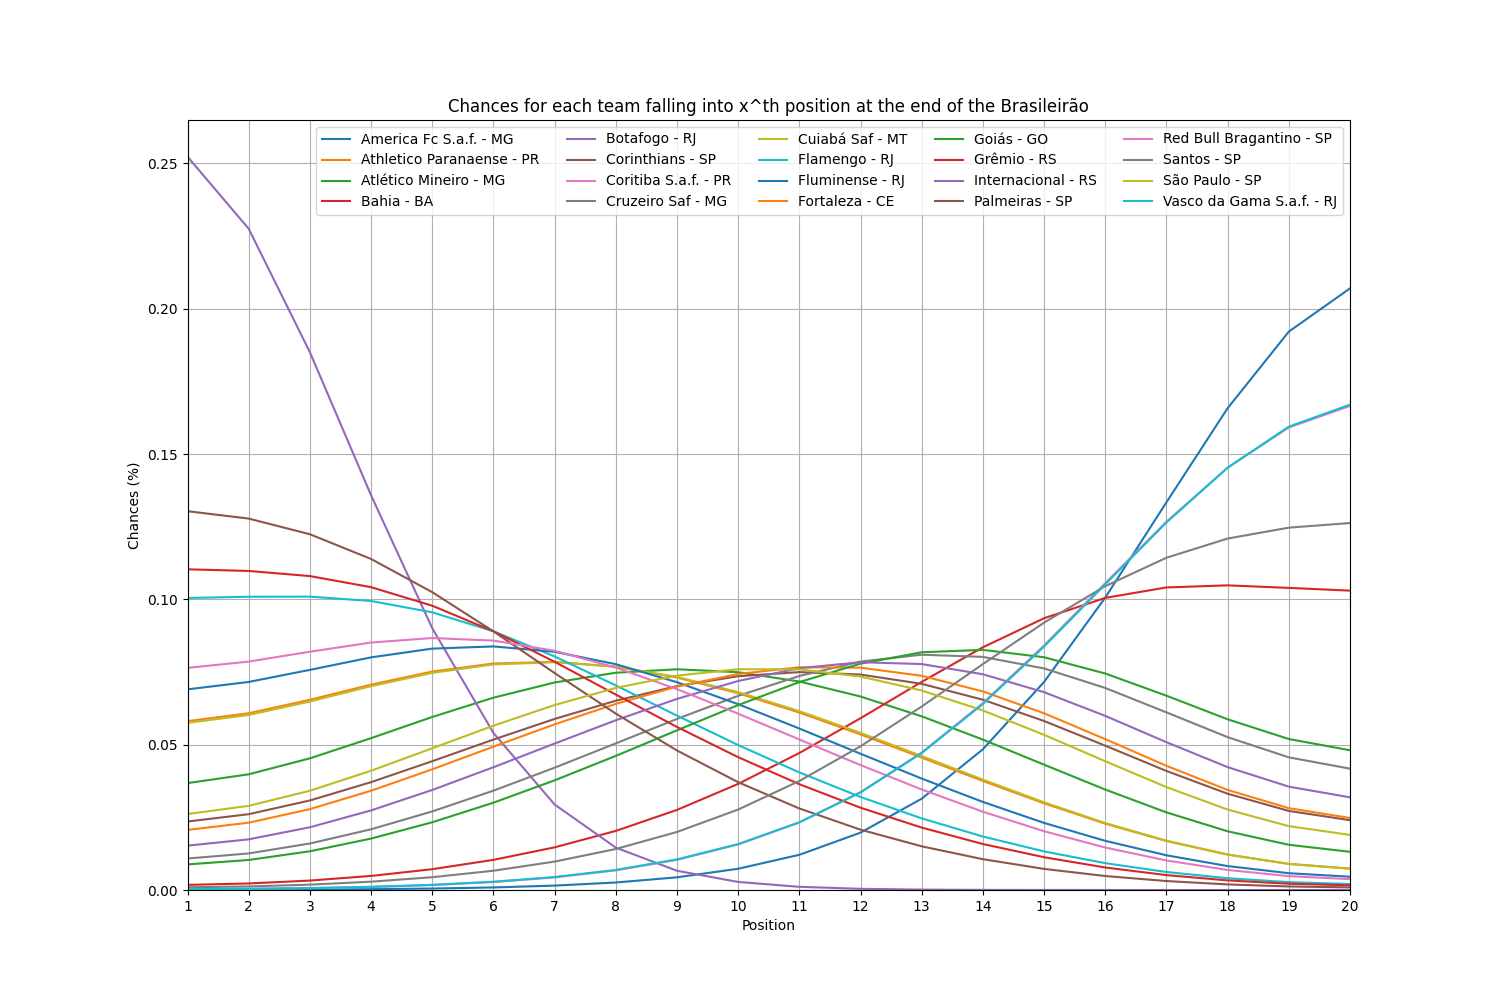 Chances for each team falling into x^th position at the end of the Brasileirão
America Fc S.a.f. - MG
Athletico Paranaense - PR
Atlético Mineiro - MG
Bahia - BA
Botafogo - RJ
Corinthians - SP
Coritiba S.a.f. - PR
Cruzeiro Saf - MG
Cuiabá Saf - MT
Flamengo - RJ
Fluminense - RJ
Fortaleza - CE
Goiás - GO
Grêmio - RS
Internacional - RS
Palmeiras - SP
Red Bull Bragantino - SP
Santos - SP
São Paulo - SP
Vasco da Gama S.a.f. - RJ
Chances (%)
0.25
0.20
0.15
0.10
0.05
0.00
1 2 3 4 5 6 7 8 9 10 11 12 13 14 15 16 17 18 19 20
Position